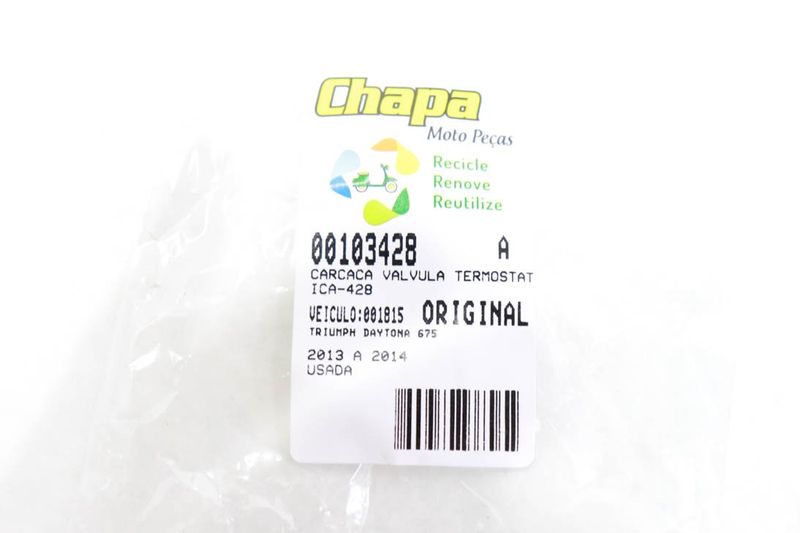 Chapa
Moto Peças
Recicle
Renove
Reutilize
00103428 A
CARCACA VALVULA TERMOSTAT
ICA-428
VEICULO:001815 ORIGINAL
TRIUMPH DAYTONA 675
2013 A 2014
USADA